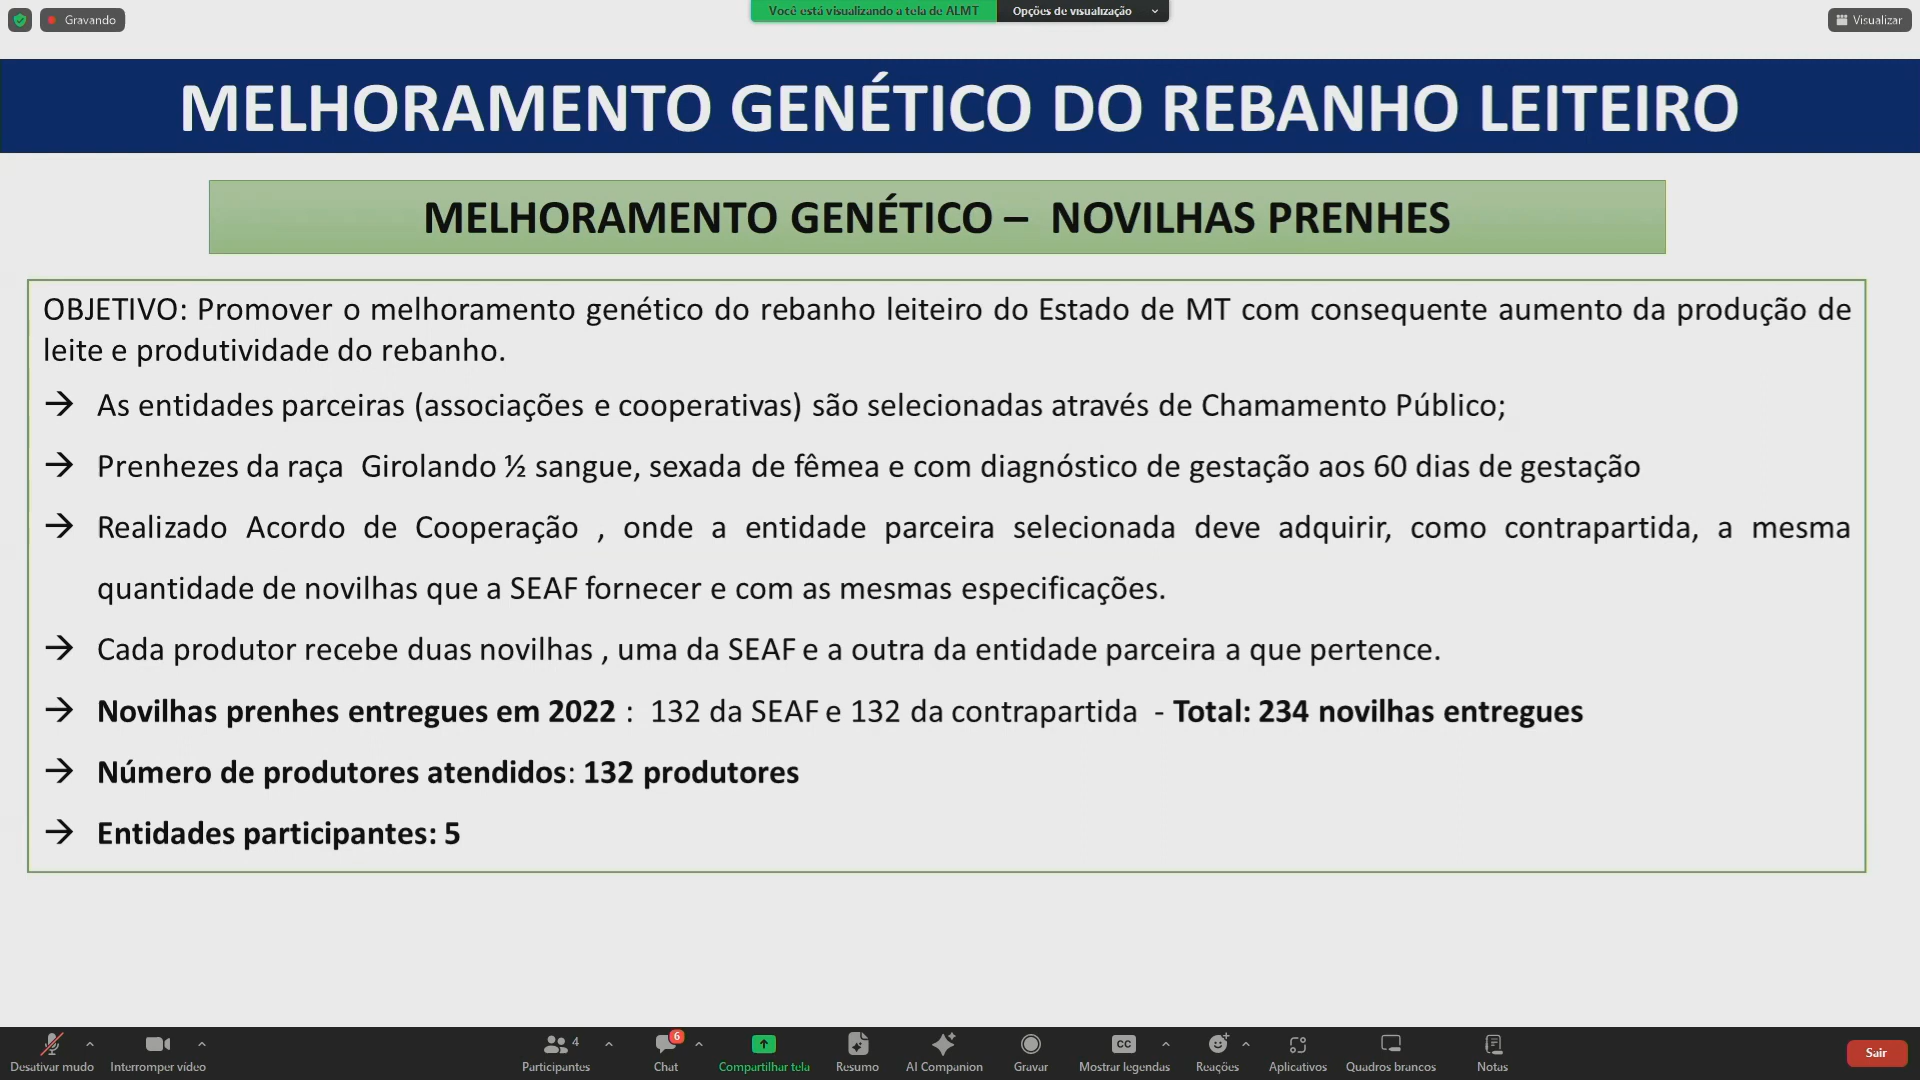 Gravando
Você está visualizando a tela de ALMT
Opções de visualização
Visualizar
MELHORAMENTO GENÉTICO DO REBANHO LEITEIRO
MELHORAMENTO GENÉTICO – NOVILHAS PRENHES
OBJETIVO: Promover o melhoramento genético do rebanho leiteiro do Estado de MT com consequente aumento da produção de
leite e produtividade do rebanho.
→ As entidades parceiras (associações e cooperativas) são selecionadas através de Chamamento Público;
→ Prenhezes da raça Girolando ½ sangue, sexada de fêmea e com diagnóstico de gestação aos 60 dias de gestação
→ Realizado Acordo de Cooperação , onde a entidade parceira selecionada deve adquirir, como contrapartida, a mesma
quantidade de novilhas que a SEAF fornecer e com as mesmas especificações.
→ Cada produtor recebe duas novilhas , uma da SEAF e a outra da entidade parceira a que pertence.
→ Novilhas prenhes entregues em 2022 : 132 da SEAF e 132 da contrapartida - Total: 234 novilhas entregues
→ Número de produtores atendidos: 132 produtores
→ Entidades participantes: 5
4
6
CC
Desativar mudo
Interromper vídeo
Participantes
Chat
Compartilhar tela
Resumo
AI Companion
Gravar
Mostrar legendas
Reações
Aplicativos
Quadros brancos
Notas
Sair